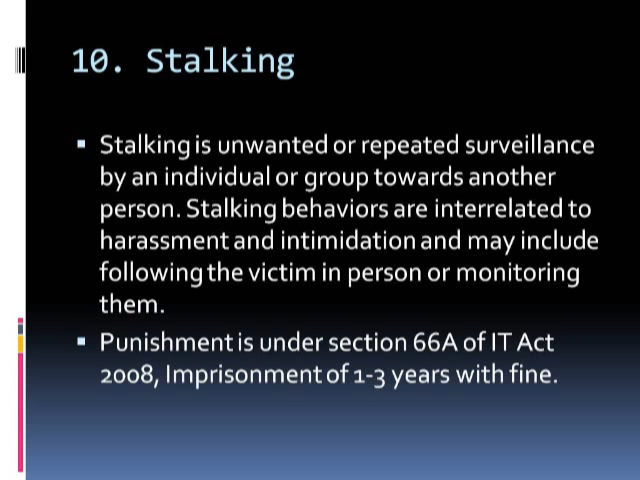 10. Stalking
Stalking is unwanted or repeated surveillance
by an individual or group towards another
person. Stalking behaviors are interrelated to
harassment and intimidation and may include
following the victim in person or monitoring
them.
Punishment is under section 66A of IT Act
2008, Imprisonment of 1-3 years with fine.